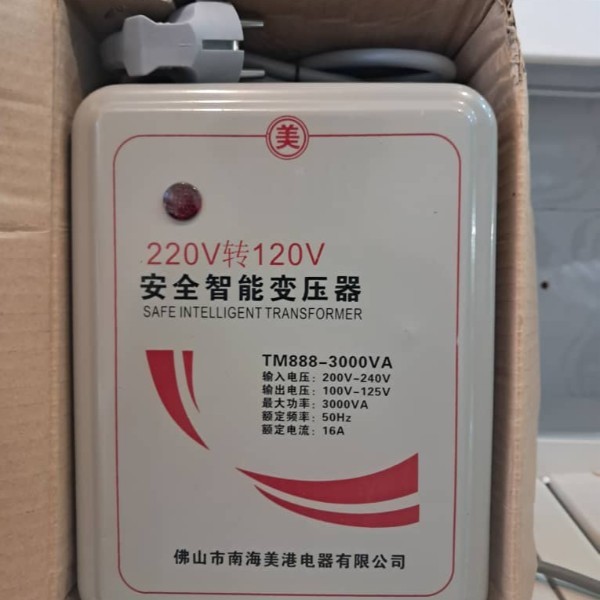 美
220V转120V
安全智能变压器
SAFE INTELLIGENT TRANSFORMER
TM888-3000VA
输入电压：200V-240V
输出电压：100V-125V
最大功率：3000VA
额定频率：50Hz
额定电流：16A
佛山市南海美港电器有限公司